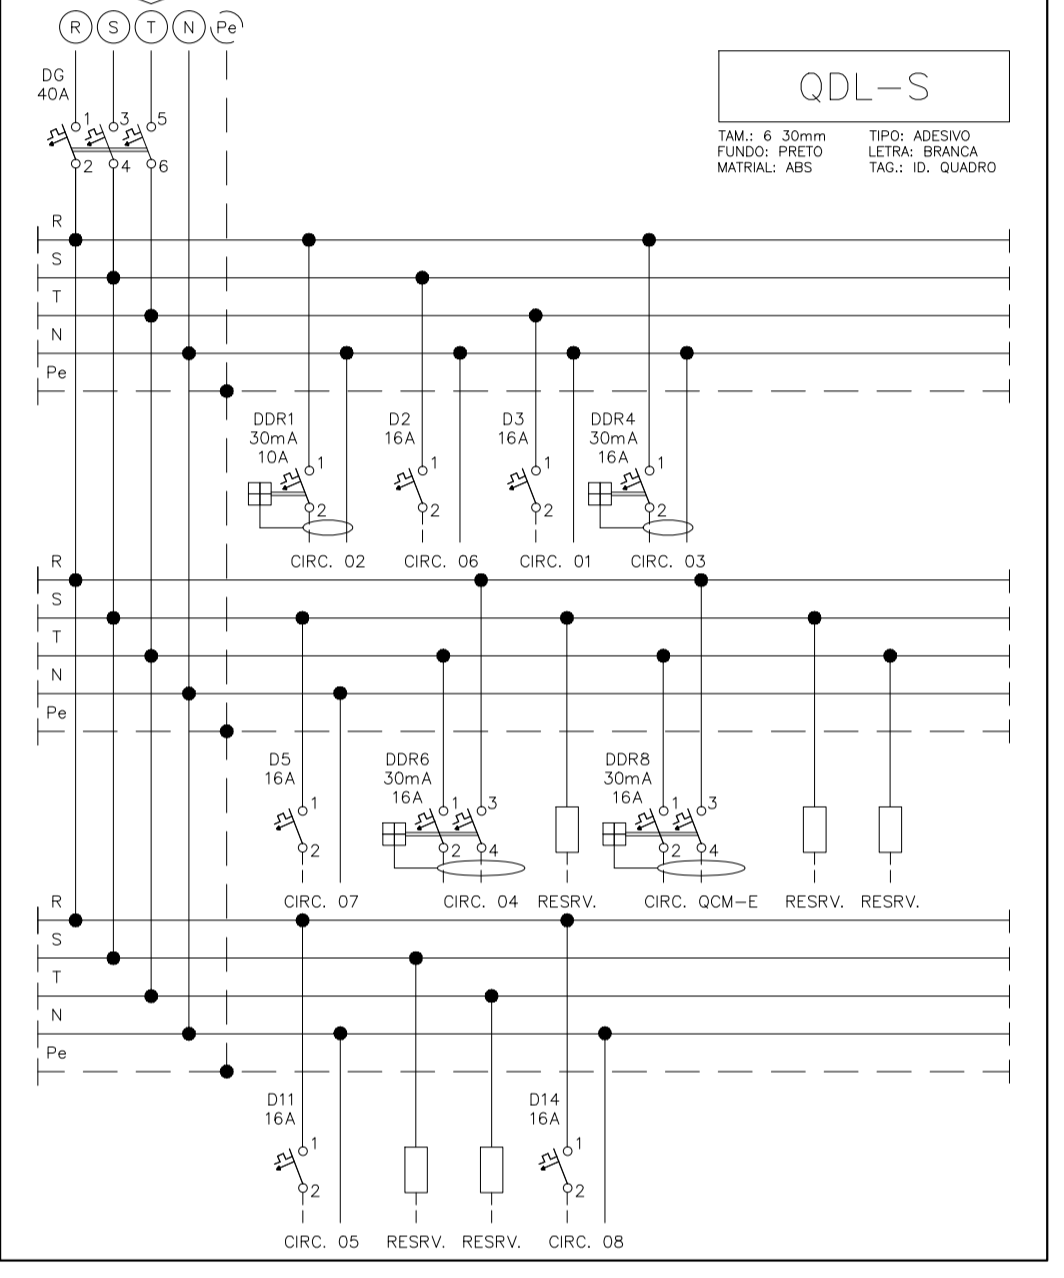 R S T N Pe
DG
40A
1 3 5
2 4 6
QDL-S
TAM.: 6 30mm TIPO: ADESIVO
FUNDO: PRETO LETRA: BRANCA
MATRIAL: ABS TAG.: ID. QUADRO
R
S
T
N
Pe
DDR1 D2 D3 DDR4
30mA 16A 16A 30mA
10A 16A
1 1 1 1
2 2 2 2
CIRC. 02 CIRC. 06 CIRC. 01 CIRC. 03
R
S
T
N
Pe
D5 DDR6 DDR8
16A 30mA 30mA
16A 16A
1 1 3 1 3
2 2 4 2 4
CIRC. 07 CIRC. 04 RESRV. CIRC. QCM-E RESRV. RESRV.
R
S
T
N
Pe
D11 D14
16A 16A
1 1
2 2
CIRC. 05 RESRV. RESRV. CIRC. 08